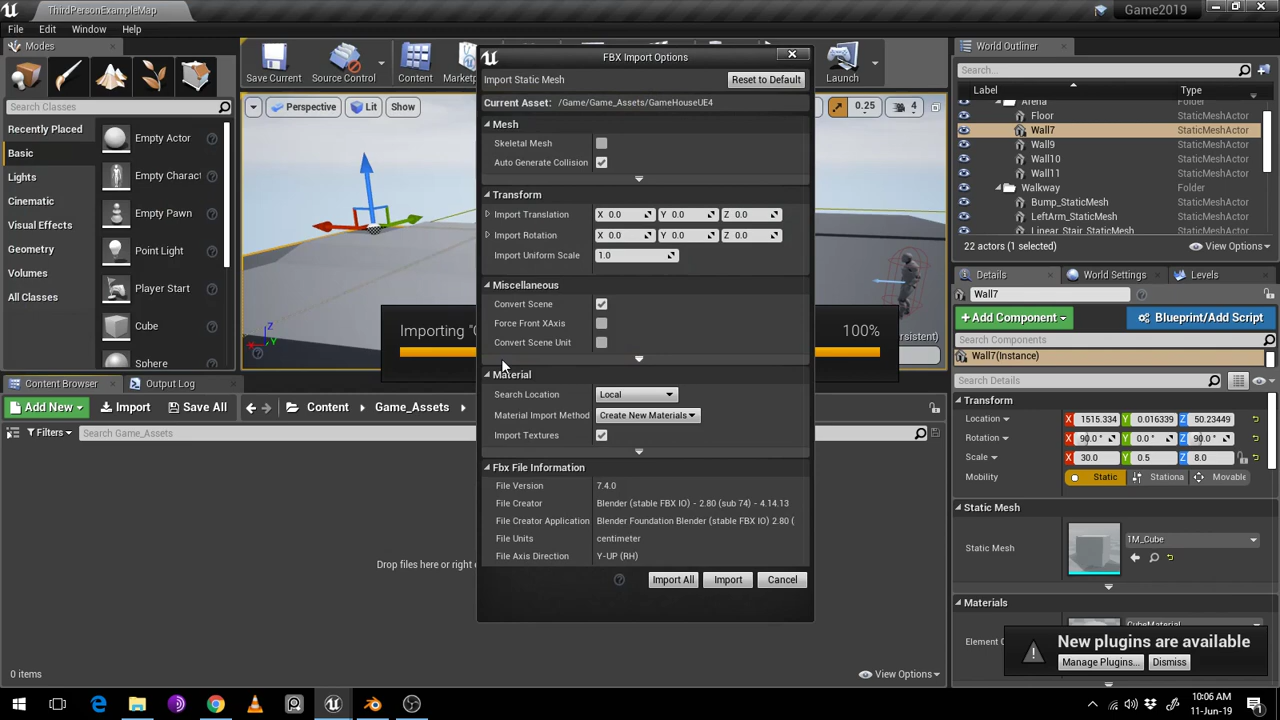 ThirdPersonExampleMap
Game2019
File Edit Window Help
Modes
Search Classes
Recently Placed
Basic
Lights
Cinematic
Visual Effects
Geometry
Volumes
All Classes
Empty Actor
Empty Charact
Empty Pawn
Point Light
Player Start
Cube
Sphere
Save Current
Source Control
Content
Marketp
Launch
Perspective
Lit
Show
0.25
4
Importing "G
100%
rsistent)
FBX Import Options
Import Static Mesh
Reset to Default
Current Asset: /Game/Game_Assets/GameHouseUE4
Mesh
Skeletal Mesh
Auto Generate Collision
Transform
Import Translation X 0.0 Y 0.0 Z 0.0
Import Rotation X 0.0 Y 0.0 Z 0.0
Import Uniform Scale 1.0
Miscellaneous
Convert Scene
Force Front XAxis
Convert Scene Unit
Material
Search Location Local
Material Import Method Create New Materials
Import Textures
Fbx File Information
File Version 7.4.0
File Creator Blender (stable FBX IO) - 2.80 (sub 74) - 4.14.13
File Creator Application Blender Foundation Blender (stable FBX IO) 2.80 (
File Units centimeter
File Axis Direction Y-UP (RH)
Import All
Import
Cancel
Content Browser
Output Log
Add New
Import
Save All
Content
Game_Assets
Filters
Search Game_Assets
Drop files here or right c
0 items
View Options
World Outliner
Search...
Label Type
Arena Folder
Floor StaticMeshActor
Wall7 StaticMeshActor
Wall9 StaticMeshActor
Wall10 StaticMeshActor
Wall11 StaticMeshActor
Walkway Folder
Bump_StaticMesh StaticMeshActor
LeftArm_StaticMesh StaticMeshActor
Linear_Stair_StaticMesh StaticMeshActor
22 actors (1 selected)
View Options
Details
World Settings
Levels
Wall7
Add Component
Blueprint/Add Script
Search Components
Wall7(Instance)
Search Details
Transform
Location X 1515.334 Y 0.016339 Z 50.23449
Rotation X 90.0 ° Y 0.0 ° Z 90.0 °
Scale X 30.0 Y 0.5 Z 8.0
Mobility Static Stationa Movable
Static Mesh
Static Mesh 1M_Cube
Materials
Element 
CubeMaterial
New plugins are available
Manage Plugins...
Dismiss
10:06 AM
11-Jun-19